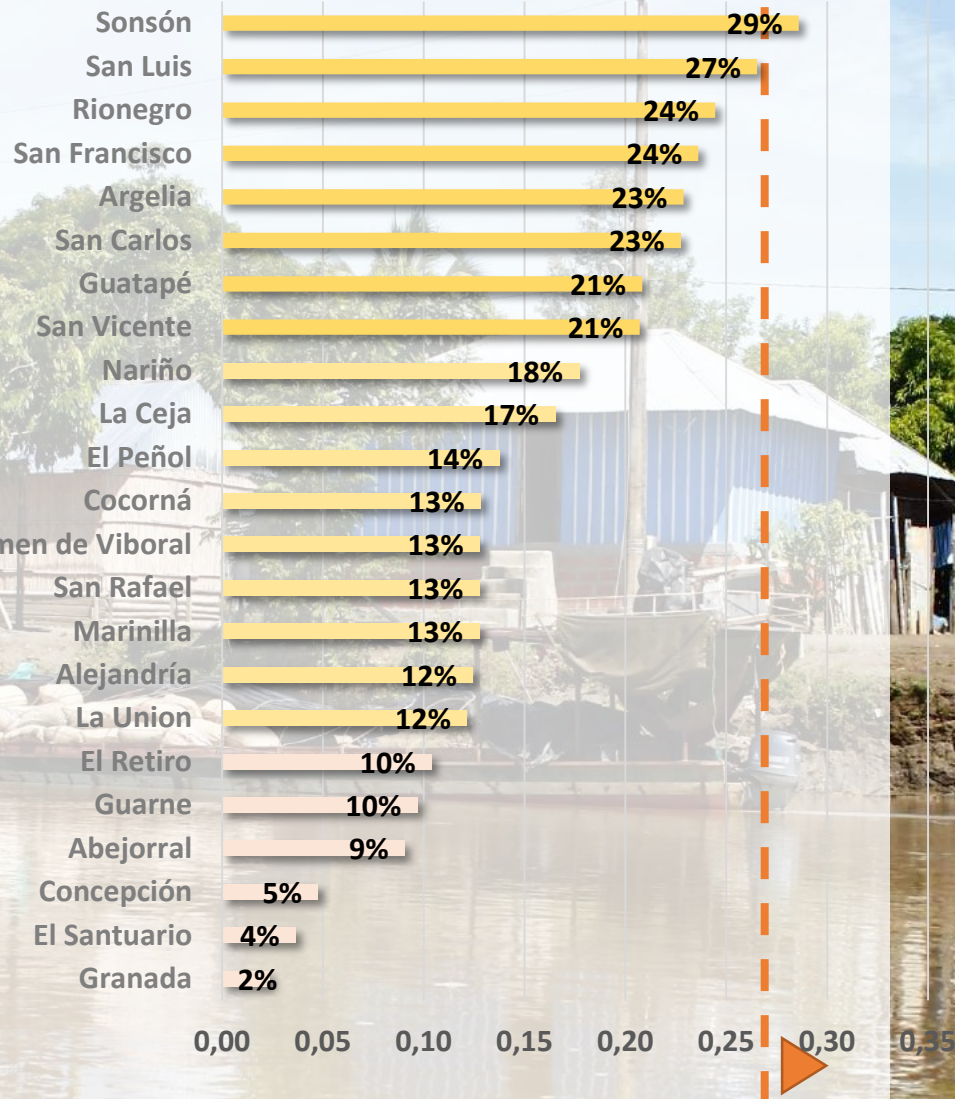 Sonsón 29%
San Luis 27%
Rionegro 24%
San Francisco 24%
Argelia 23%
San Carlos 23%
Guatapé 21%
San Vicente 21%
Nariño 18%
La Ceja 17%
El Peñol 14%
Cocorná 13%
men de Viboral 13%
San Rafael 13%
Marinilla 13%
Alejandría 12%
La Union 12%
El Retiro 10%
Guarne 10%
Abejorral 9%
Concepción 5%
El Santuario 4%
Granada 2%
0,00 0,05 0,10 0,15 0,20 0,25 0,30 0,35